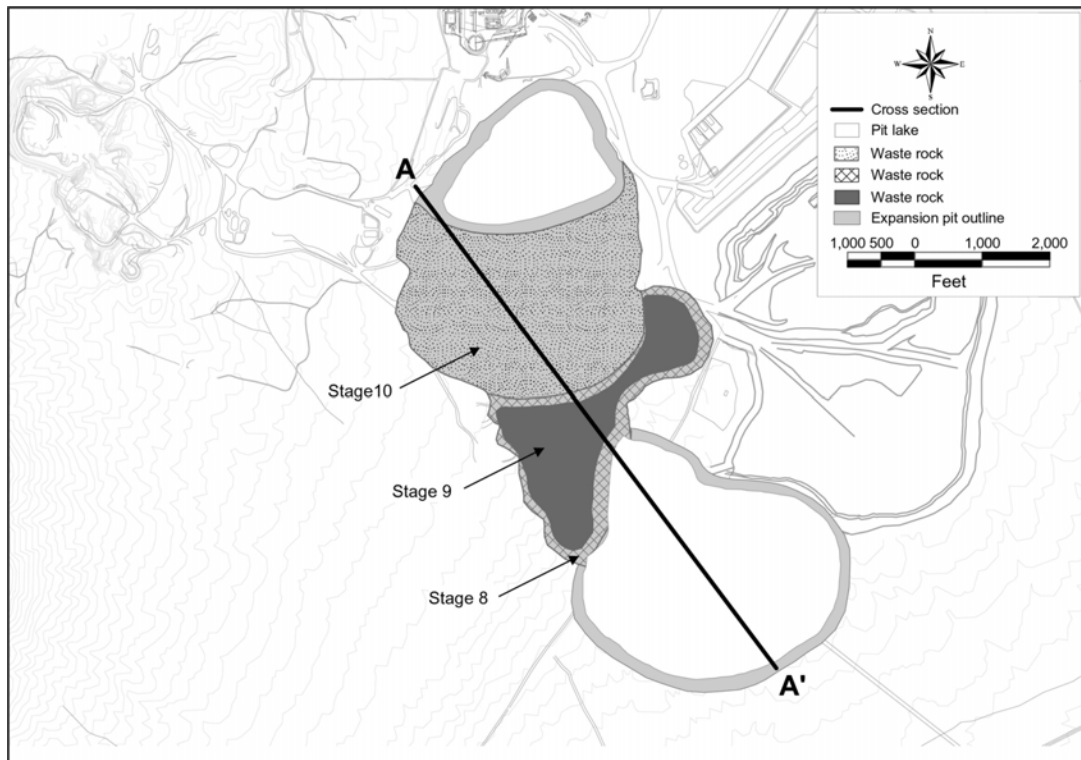 N
W E
S
Cross section
Pit lake
Waste rock
Waste rock
Waste rock
Expansion pit outline
1,000 500 0 1,000 2,000
Feet
A
Stage10
Stage 9
Stage 8
A'